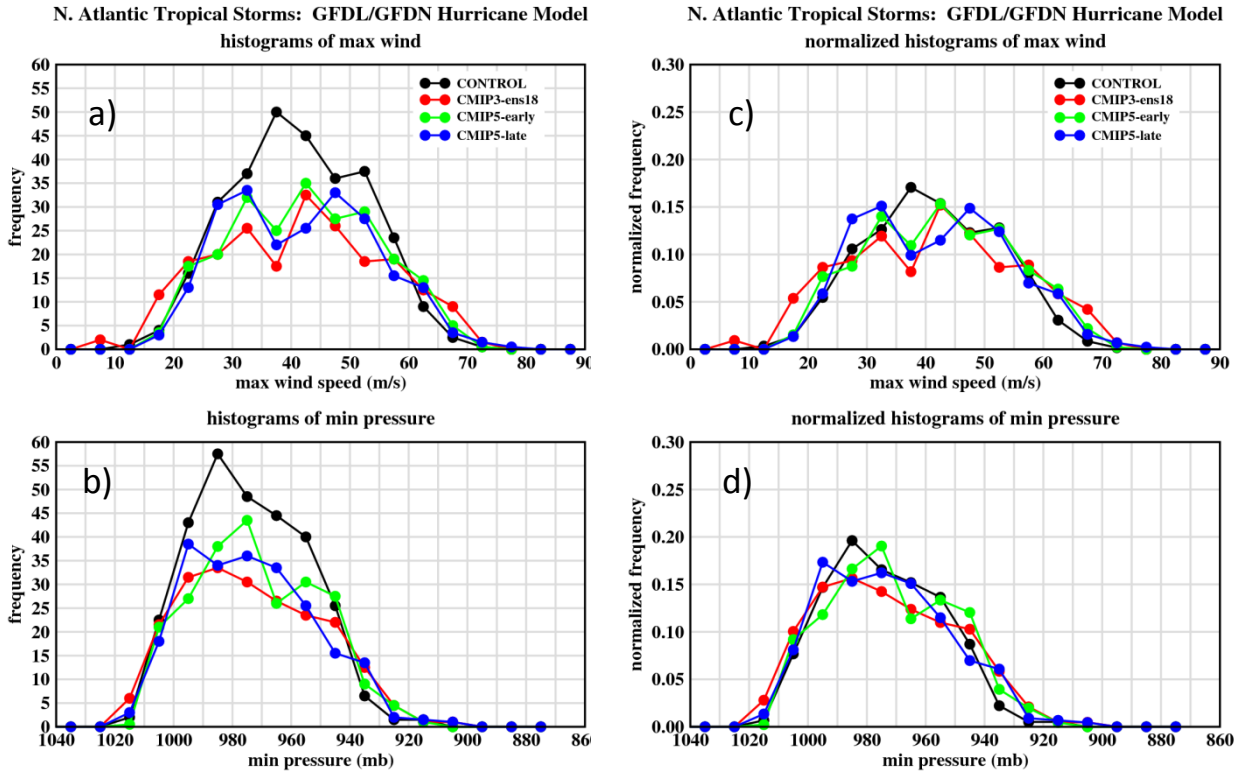 N. Atlantic Tropical Storms: GFDL/GFDN Hurricane Model
histograms of max wind
60
55
50
45
40
35
30
25
20
15
10
5
0
frequency
a)
CONTROL
CMIP3-ens18
CMIP5-early
CMIP5-late
0 10 20 30 40 50 60 70 80 90
max wind speed (m/s)
histograms of min pressure
60
55
50
45
40
35
30
25
20
15
10
5
0
frequency
b)
1040 1020 1000 980 960 940 920 900 880 860
min pressure (mb)
N. Atlantic Tropical Storms: GFDL/GFDN Hurricane Model
normalized histograms of max wind
0.30
0.25
0.20
0.15
0.10
0.05
0.00
normalized frequency
c)
CONTROL
CMIP3-ens18
CMIP5-early
CMIP5-late
0 10 20 30 40 50 60 70 80 90
max wind speed (m/s)
normalized histograms of min pressure
0.30
0.25
0.20
0.15
0.10
0.05
0.00
normalized frequency
d)
1040 1020 1000 980 960 940 920 900 880 860
min pressure (mb)